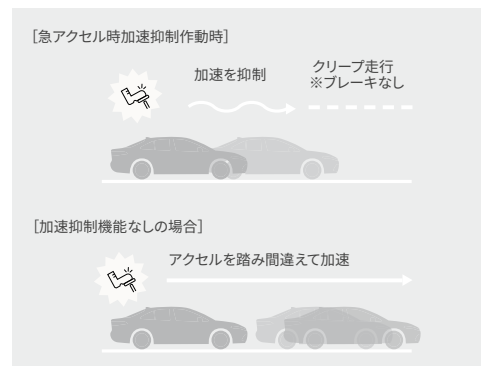 ［急アクセル時加速抑制作動時］
加速を抑制
クリープ走行
※ブレーキなし
［加速抑制機能なしの場合］
アクセルを踏み間違えて加速